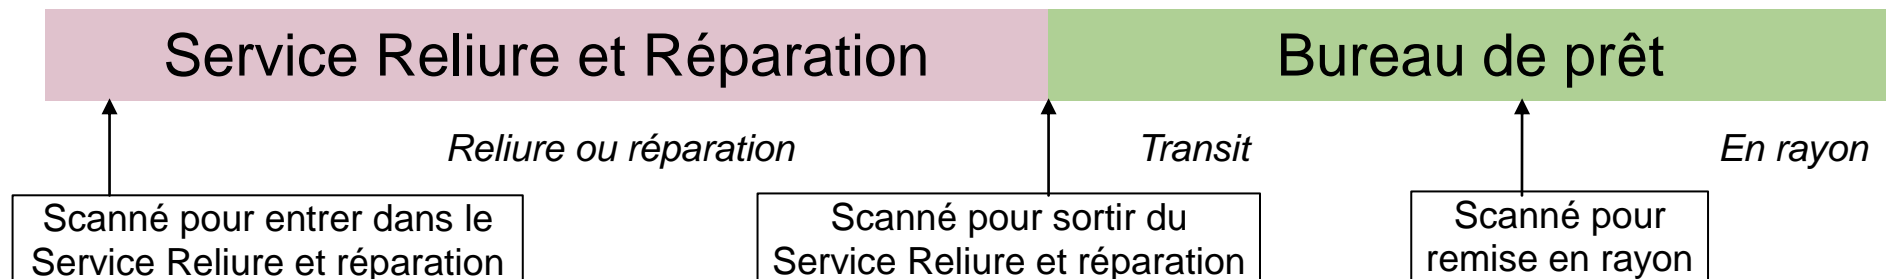 Service Reliure et Réparation
Bureau de prêt
Reliure ou réparation
Transit
En rayon
Scanné pour entrer dans le
Service Reliure et réparation
Scanné pour sortir du
Service Reliure et réparation
Scanné pour
remise en rayon